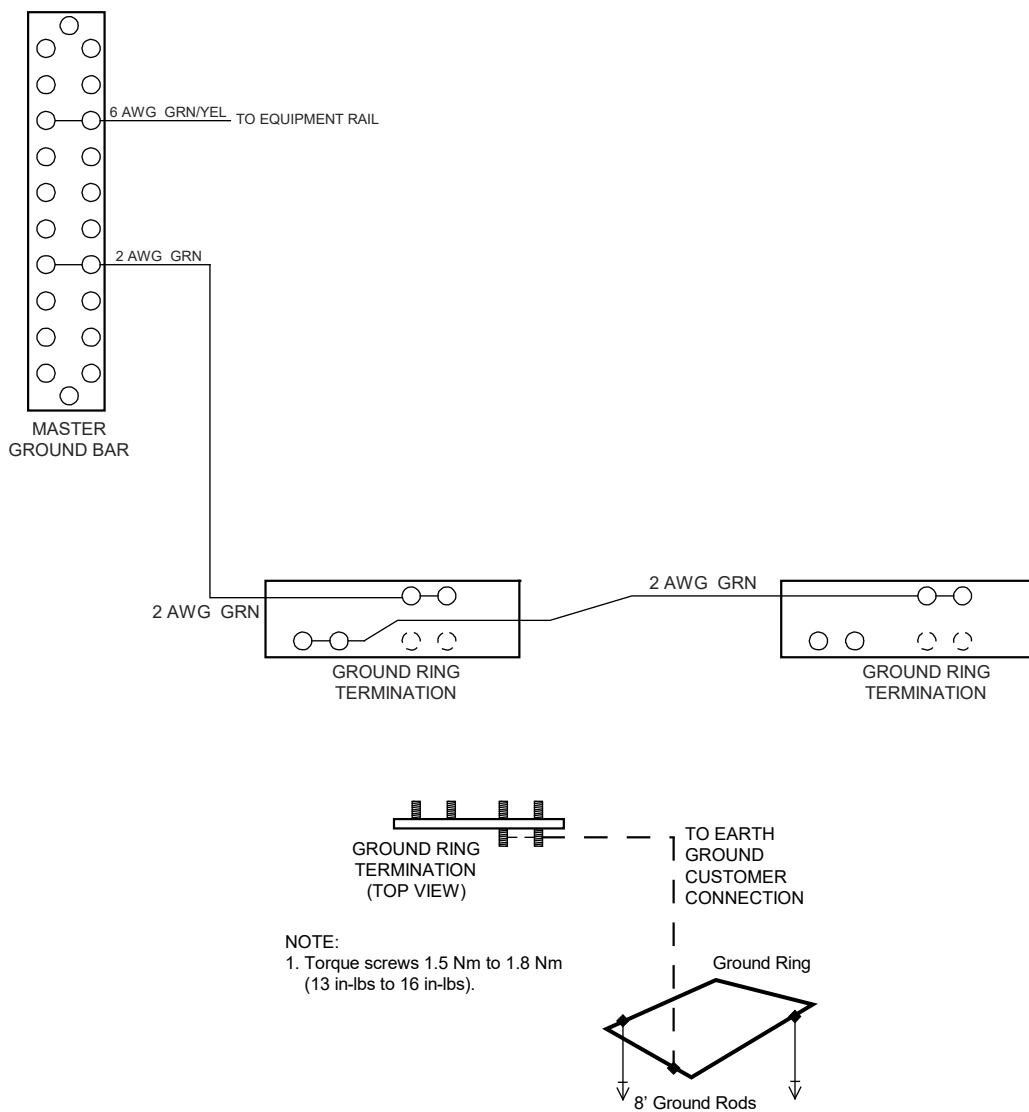 6 AWG GRN/YEL
TO EQUIPMENT RAIL
2 AWG GRN
MASTER
GROUND BAR
2 AWG GRN
2 AWG GRN
GROUND RING
TERMINATION
GROUND RING
TERMINATION
GROUND RING
TERMINATION
(TOP VIEW)
TO EARTH
GROUND
CUSTOMER
CONNECTION
NOTE:
1. Torque screws 1.5 Nm to 1.8 Nm
(13 in-lbs to 16 in-lbs).
Ground Ring
8' Ground Rods